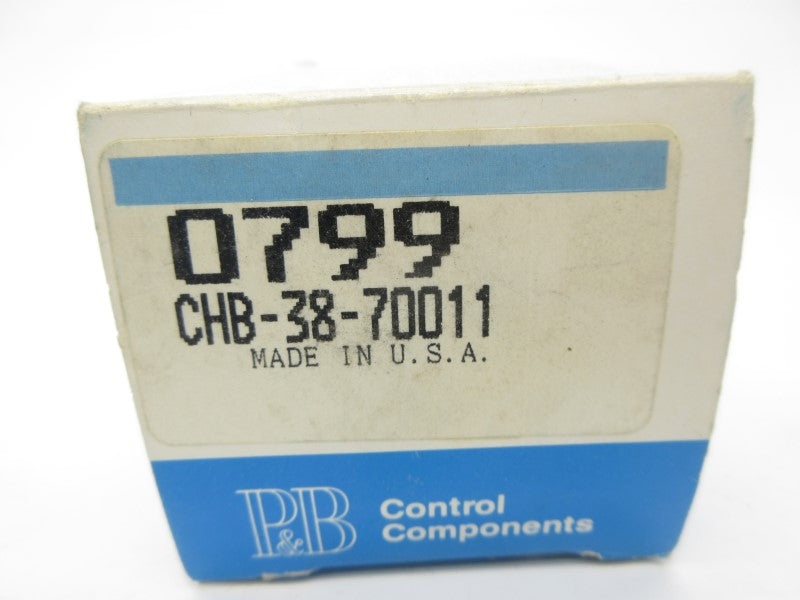 0799
CHB-38-70011
MADE IN U.S.A.
P&B Control
Components